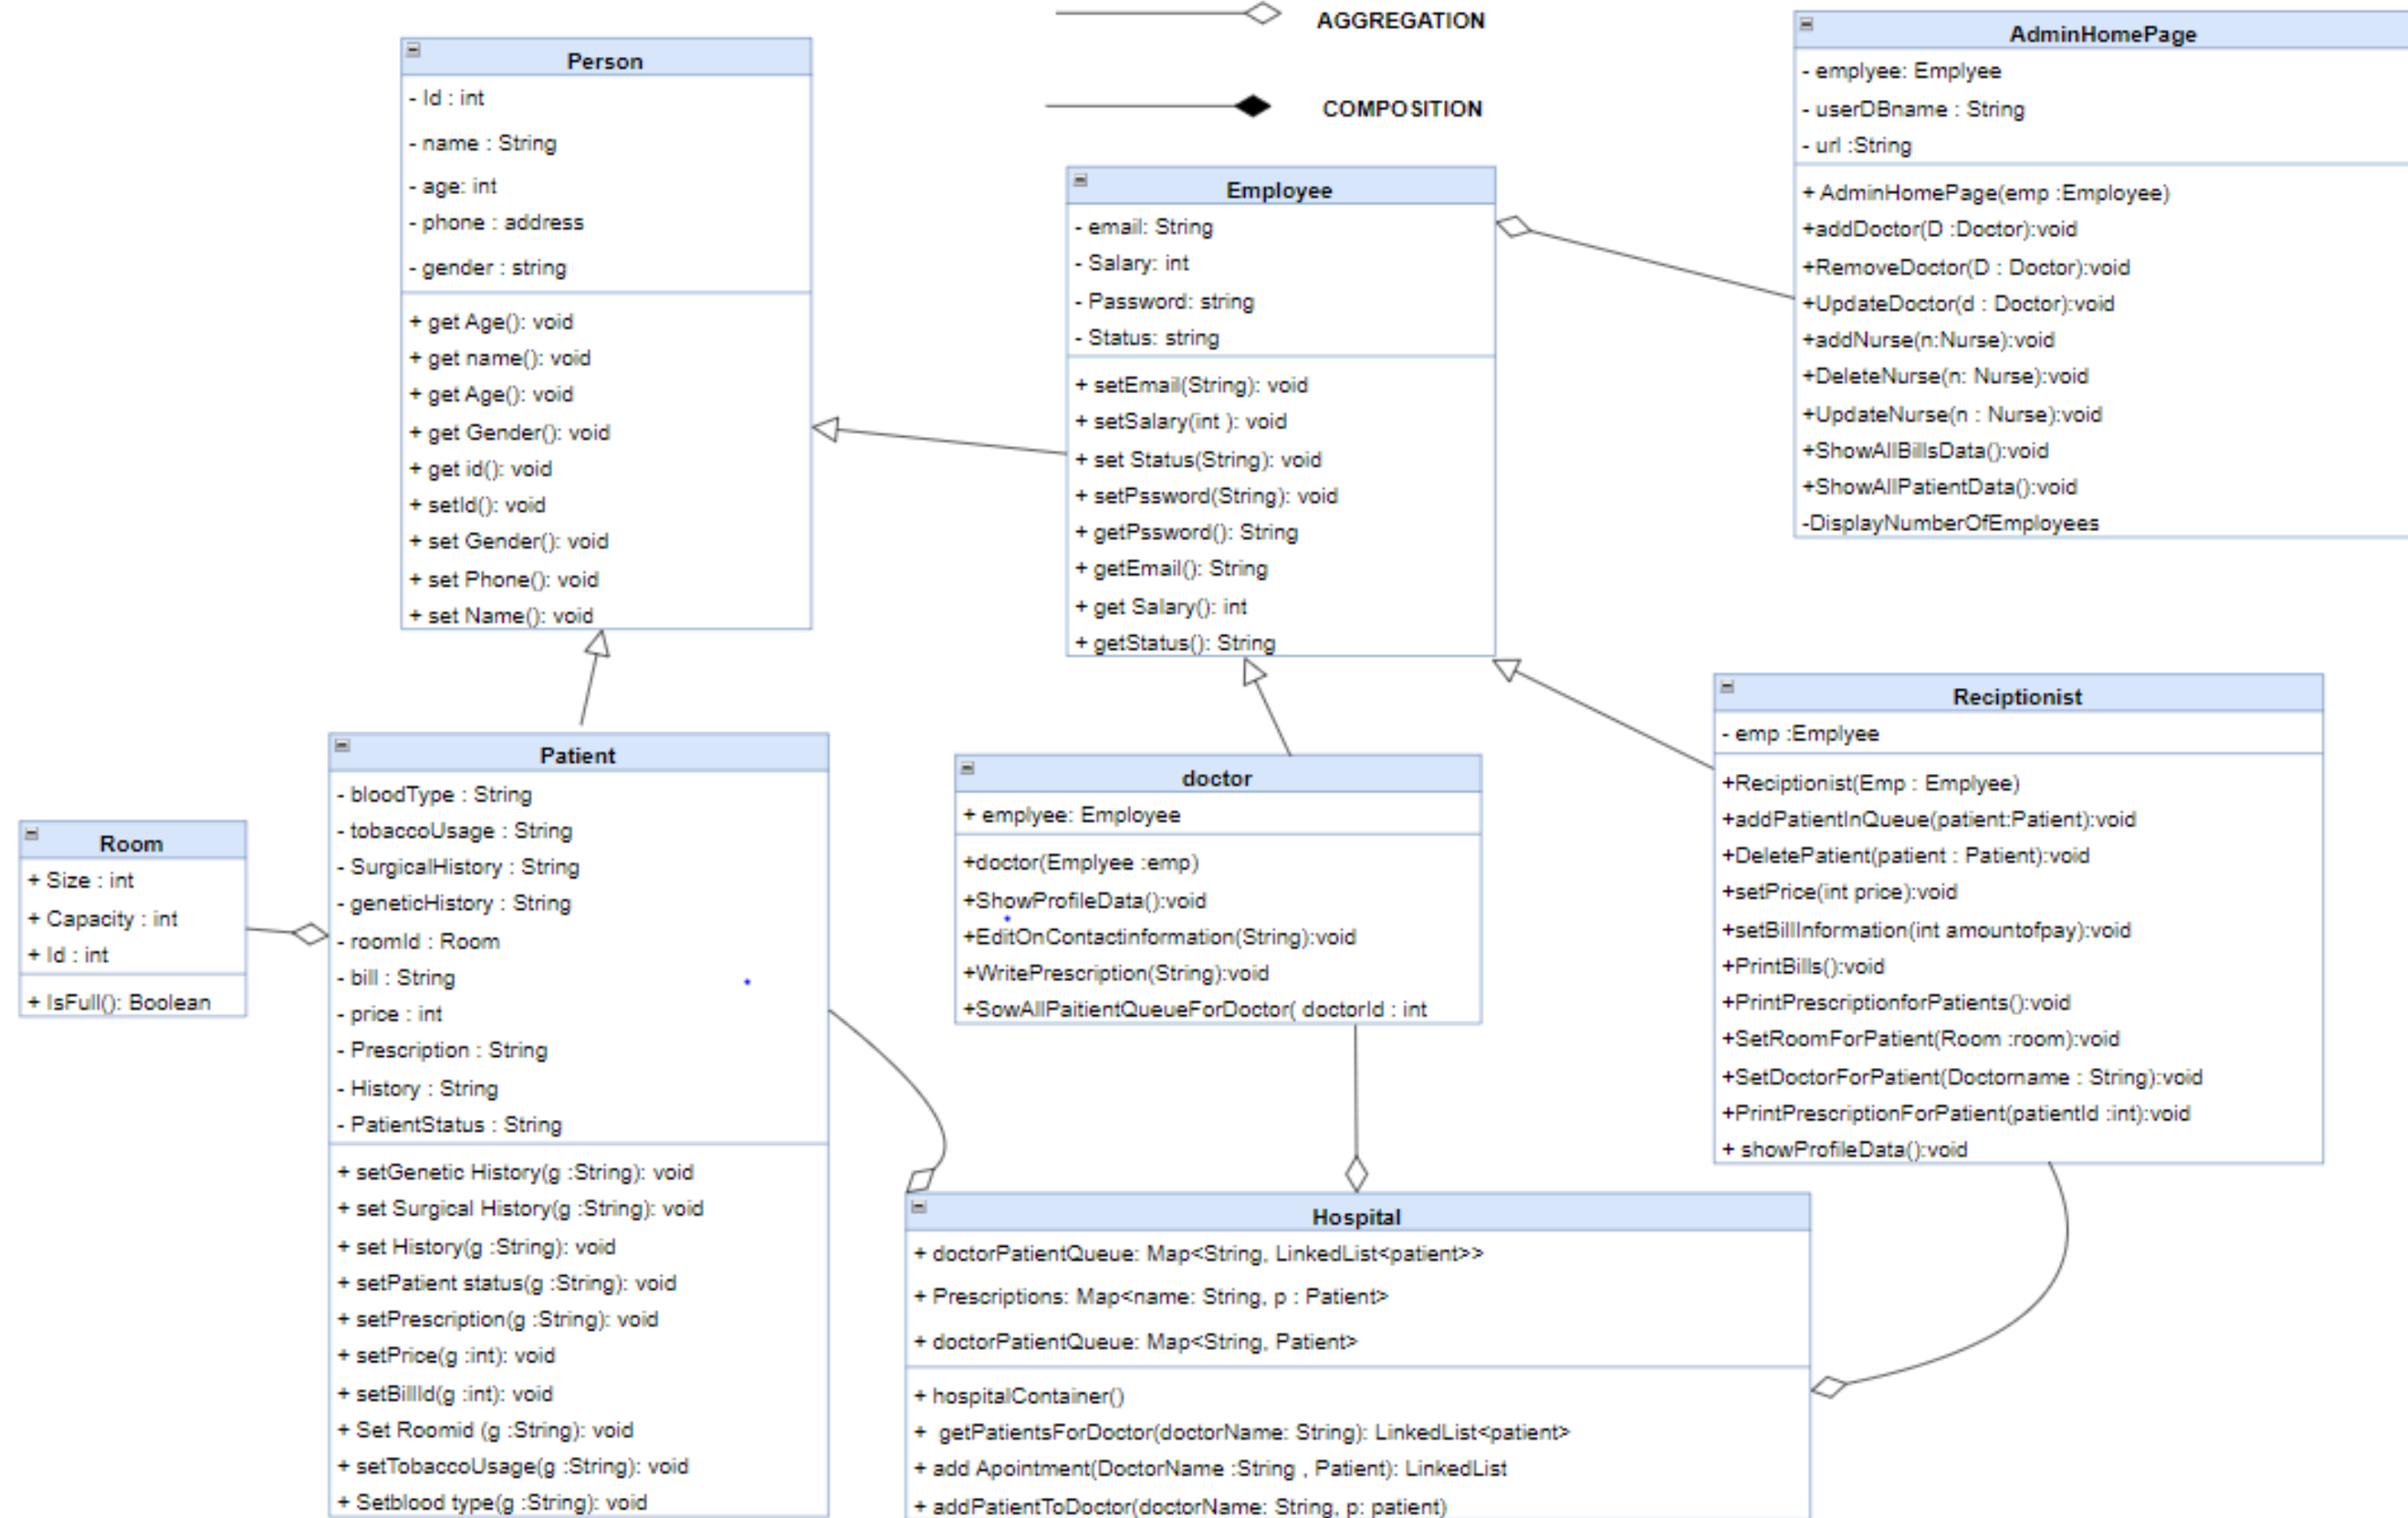 AGGREGATION
COMPOSITION
Person
- Id : int
- name : String
- age: int
- phone : address
- gender : string
+ get Age(): void
+ get name(): void
+ get Age(): void
+ get Gender(): void
+ get id(): void
+ setId(): void
+ set Gender(): void
+ set Phone(): void
+ set Name(): void
Employee
- email: String
- Salary: int
- Password: string
- Status: string
+ setEmail(String): void
+ setSalary(int ): void
+ set Status(String): void
+ setPssword(String): void
+ getPssword(): String
+ getEmail(): String
+ get Salary(): int
+ getStatus(): String
AdminHomePage
- emplyee: Emplyee
- userDBname : String
- url :String
+ AdminHomePage(emp :Employee)
+addDoctor(D :Doctor):void
+RemoveDoctor(D : Doctor):void
+UpdateDoctor(d : Doctor):void
+addNurse(n:Nurse):void
+DeleteNurse(n: Nurse):void
+UpdateNurse(n : Nurse):void
+ShowAllBillsData():void
+ShowAllPatientData():void
-DisplayNumberOfEmployees
Room
+ Size : int
+ Capacity : int
+ Id : int
+ IsFull(): Boolean
Patient
- bloodType : String
- tobaccoUsage : String
- SurgicalHistory : String
- geneticHistory : String
- roomId : Room
- bill : String
- price : int
- Prescription : String
- History : String
- PatientStatus : String
+ setGenetic History(g :String): void
+ set Surgical History(g :String): void
+ set History(g :String): void
+ setPatient status(g :String): void
+ setPrescription(g :String): void
+ setPrice(g :int): void
+ setBillId(g :int): void
+ Set Roomid (g :String): void
+ setTobaccoUsage(g :String): void
+ Setblood type(g :String): void
doctor
+ emplyee: Employee
+doctor(Emplyee :emp)
+ShowProfileData():void
+EditOnContactinformation(String):void
+WritePrescription(String):void
+SowAllPaitientQueueForDoctor( doctorId : int
Reciptionist
- emp :Emplyee
+Reciptionist(Emp : Emplyee)
+addPatientInQueue(patient:Patient):void
+DeletePatient(patient : Patient):void
+setPrice(int price):void
+setBillInformation(int amountofpay):void
+PrintBills():void
+PrintPrescriptionforPatients():void
+SetRoomForPatient(Room :room):void
+SetDoctorForPatient(Doctorname : String):void
+PrintPrescriptionForPatient(patientId :int):void
+ showProfileData():void
Hospital
+ doctorPatientQueue: Map<String, LinkedList<patient>>
+ Prescriptions: Map<name: String, p : Patient>
+ doctorPatientQueue: Map<String, Patient>
+ hospitalContainer()
+ getPatientsForDoctor(doctorName: String): LinkedList<patient>
+ add Apointment(DoctorName :String , Patient): LinkedList
+ addPatientToDoctor(doctorName: String, p: patient)